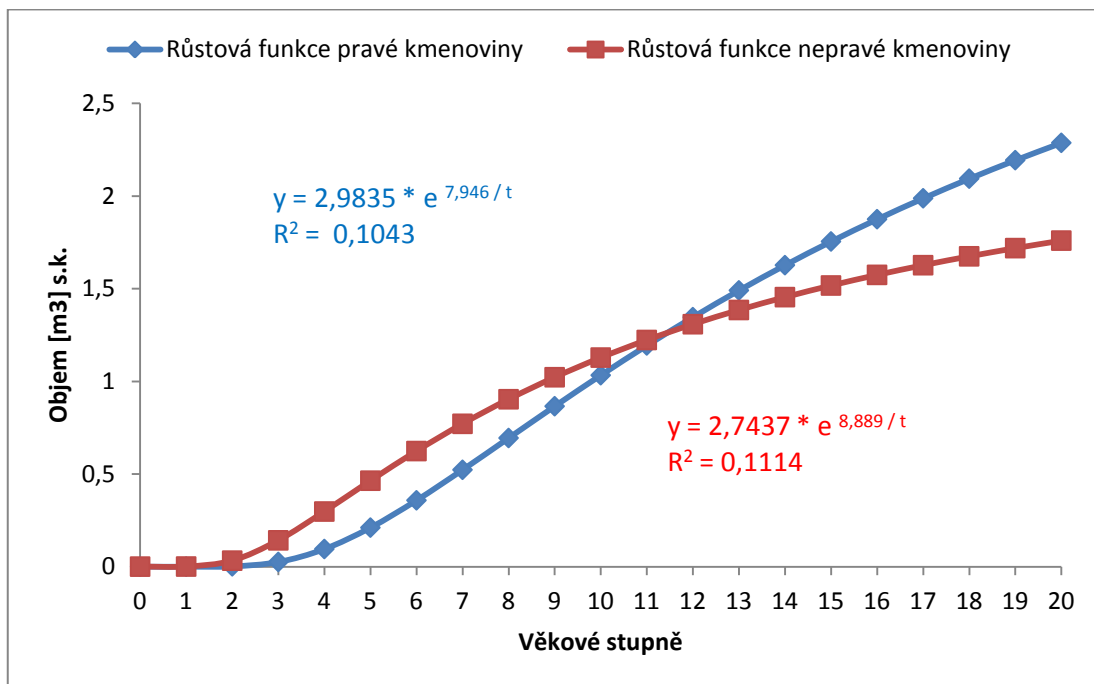 Růstová funkce pravé kmenoviny Růstová funkce nepravé kmenoviny
2,5
2
1,5
1
0,5
0
Objem [m3] s.k.
y = 2,9835 * e 7,946 / t
R2 = 0,1043
y = 2,7437 * e 8,889 / t
R2 = 0,1114
0 1 2 3 4 5 6 7 8 9 10 11 12 13 14 15 16 17 18 19 20
Věkové stupně